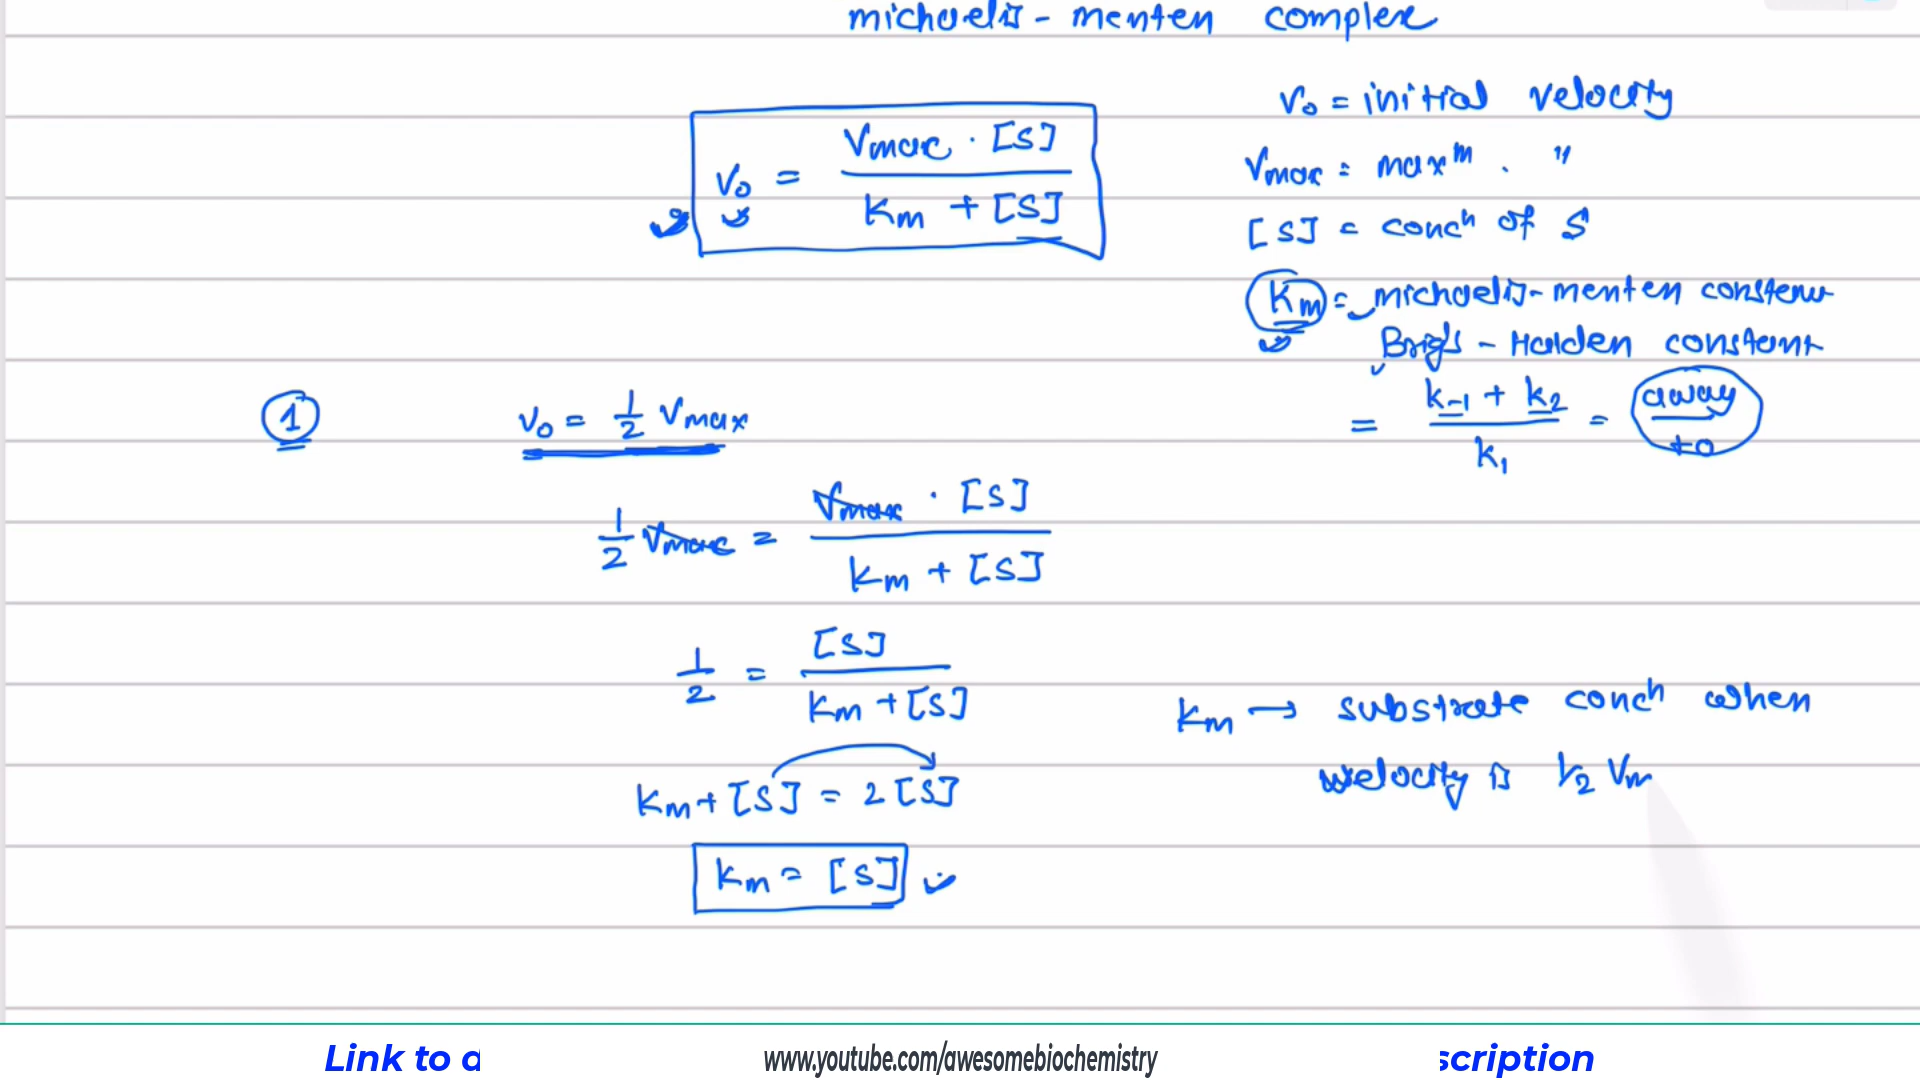 michaelis - menten complex
V₀ = Vmax . [S] / Km + [S]
V₀ = initial velocity
Vmax = maxᵐ . "
[S] = concⁿ of S
Km = michaelis-menten constant
Brig's - Halden constant
= k₋₁ + k₂ / k₁ = away / to
1
V₀ = 1/2 Vmax
1/2 Vmax = Vmax . [S] / Km + [S]
1/2 = [S] / Km + [S]
Km + [S] = 2 [S]
Km = [S]
Km → substrate concⁿ when
velocity is 1/2 Vm
Link to a
www.youtube.com/awesomebiochemistry
scription